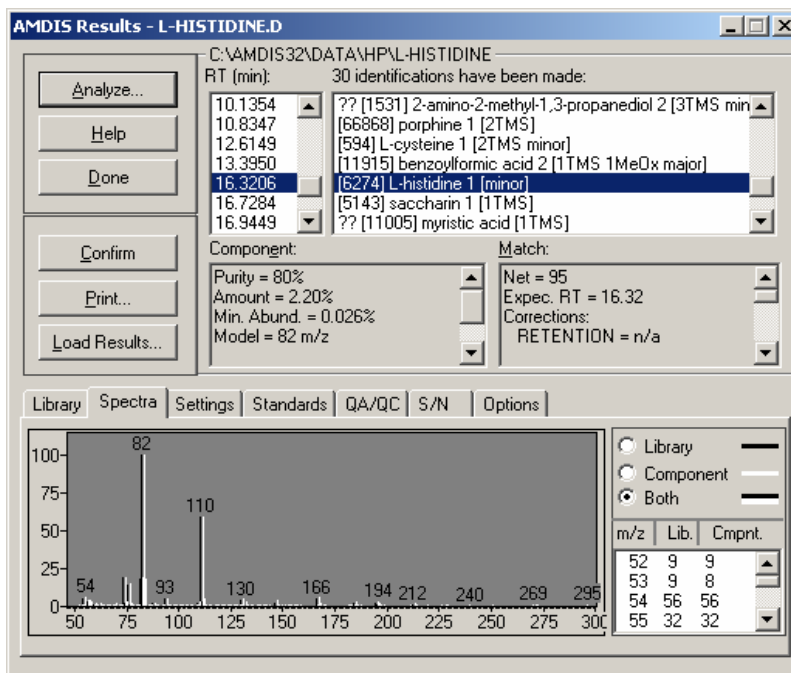 AMDIS Results - L-HISTIDINE.D
C:\AMDIS32\DATA\HP\L-HISTIDINE
Analyze...
Help
Done
RT (min):
30 identifications have been made:
10.1354 ?? [1531] 2-amino-2-methyl-1,3-propanediol 2 [3TMS min
10.8347 [66868] porphine 1 [2TMS]
12.6149 [594] L-cysteine 1 [2TMS minor]
13.3950 [11915] benzoylformic acid 2 [1TMS 1MeOx major]
16.3206 [6274] L-histidine 1 [minor]
16.7284 [5143] saccharin 1 [1TMS]
16.9449 ?? [11005] myristic acid [1TMS]
Confirm
Print...
Load Results...
Component:
Purity = 80%
Amount = 2.20%
Min. Abund. = 0.026%
Model = 82 m/z
Match:
Net = 95
Expec. RT = 16.32
Corrections:
RETENTION = n/a
Library Spectra Settings Standards QA/QC S/N Options
82
100
75
110
50
25
54 93 130 166 194 212 240 269 295
0
50 75 100 125 150 175 200 225 250 275 300
Library
Component
Both
m/z Lib. Cmpnt.
52 9 9
53 9 8
54 56 56
55 32 32